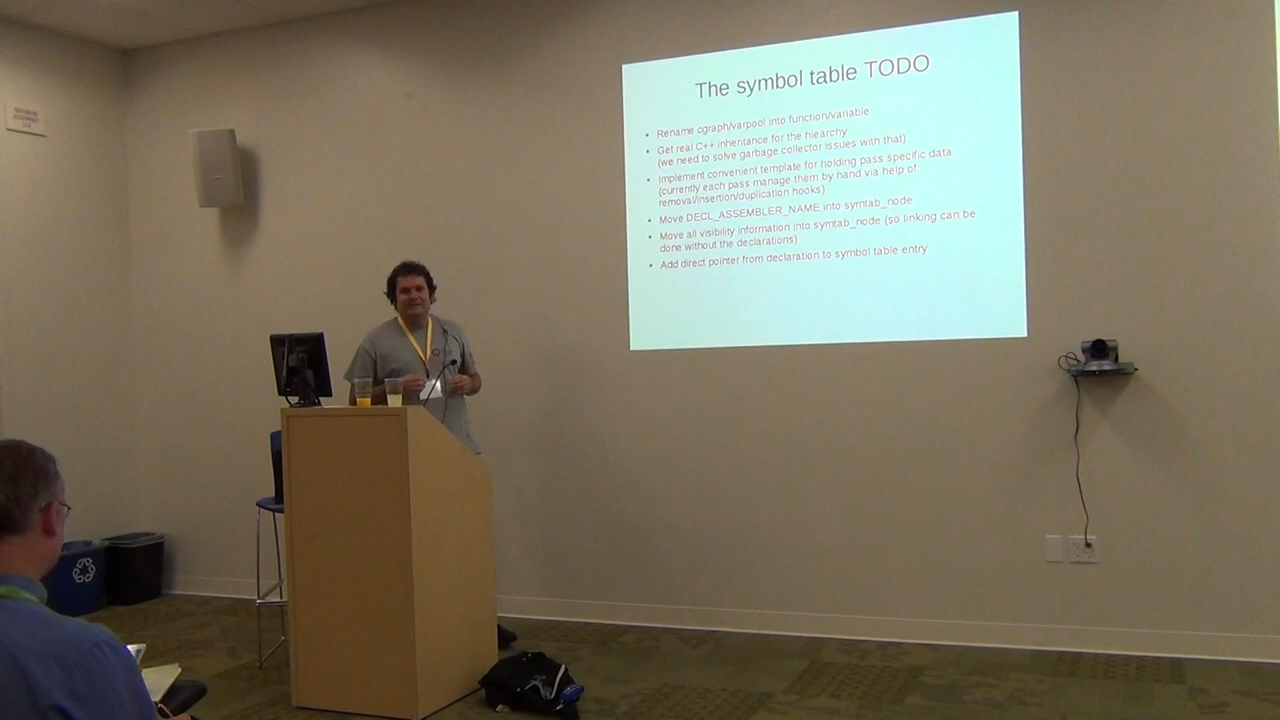 The symbol table TODO
• Rename cgraph/varpool into function/variable
• Get real C++ inheritance for the hiearchy
(we need to solve garbage collector issues with that)
• Implement convenient template for holding pass specific data
(currently each pass manage them by hand via help of
removal/insertion/duplication hooks)
• Move DECL_ASSEMBLER_NAME into symtab_node
• Move all visibility information into symtab_node (so linking can be
done without the declarations)
• Add direct pointer from declaration to symbol table entry